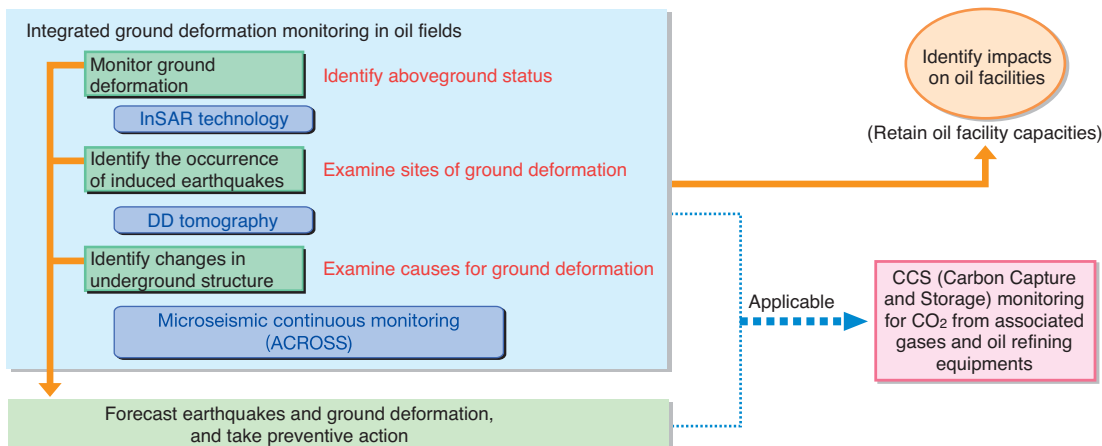 Integrated ground deformation monitoring in oil fields
Monitor ground
deformation
Identify aboveground status
InSAR technology
Identify the occurrence
of induced earthquakes
Examine sites of ground deformation
DD tomography
Identify changes in
underground structure
Examine causes for ground deformation
Microseismic continuous monitoring
(ACROSS)
Forecast earthquakes and ground deformation,
and take preventive action
Identify impacts
on oil facilities
(Retain oil facility capacities)
Applicable
CCS (Carbon Capture
and Storage) monitoring
for CO₂ from associated
gases and oil refining
equipments